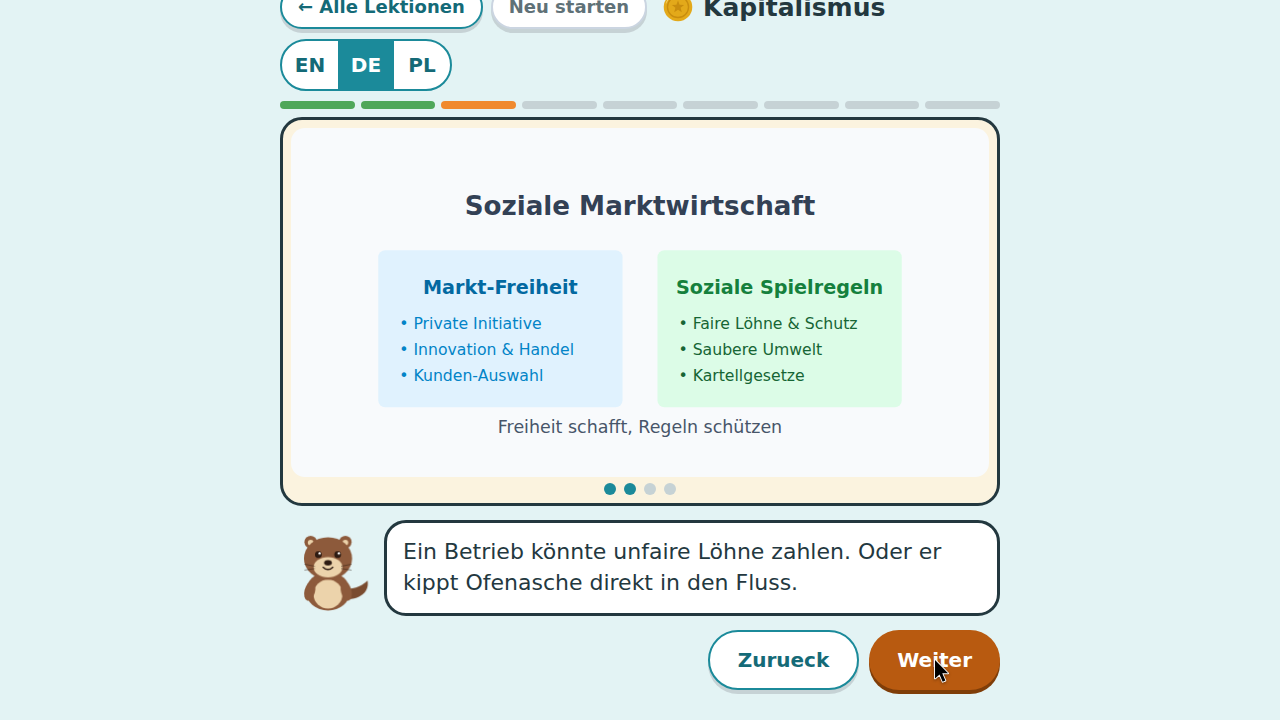 ← Alle Lektionen
Neu starten
Kapitalismus
EN DE PL
Soziale Marktwirtschaft
Markt-Freiheit
• Private Initiative
• Innovation & Handel
• Kunden-Auswahl
Soziale Spielregeln
• Faire Löhne & Schutz
• Saubere Umwelt
• Kartellgesetze
Freiheit schafft, Regeln schützen
Ein Betrieb könnte unfaire Löhne zahlen. Oder er
kippt Ofenasche direkt in den Fluss.
Zurueck
Weiter